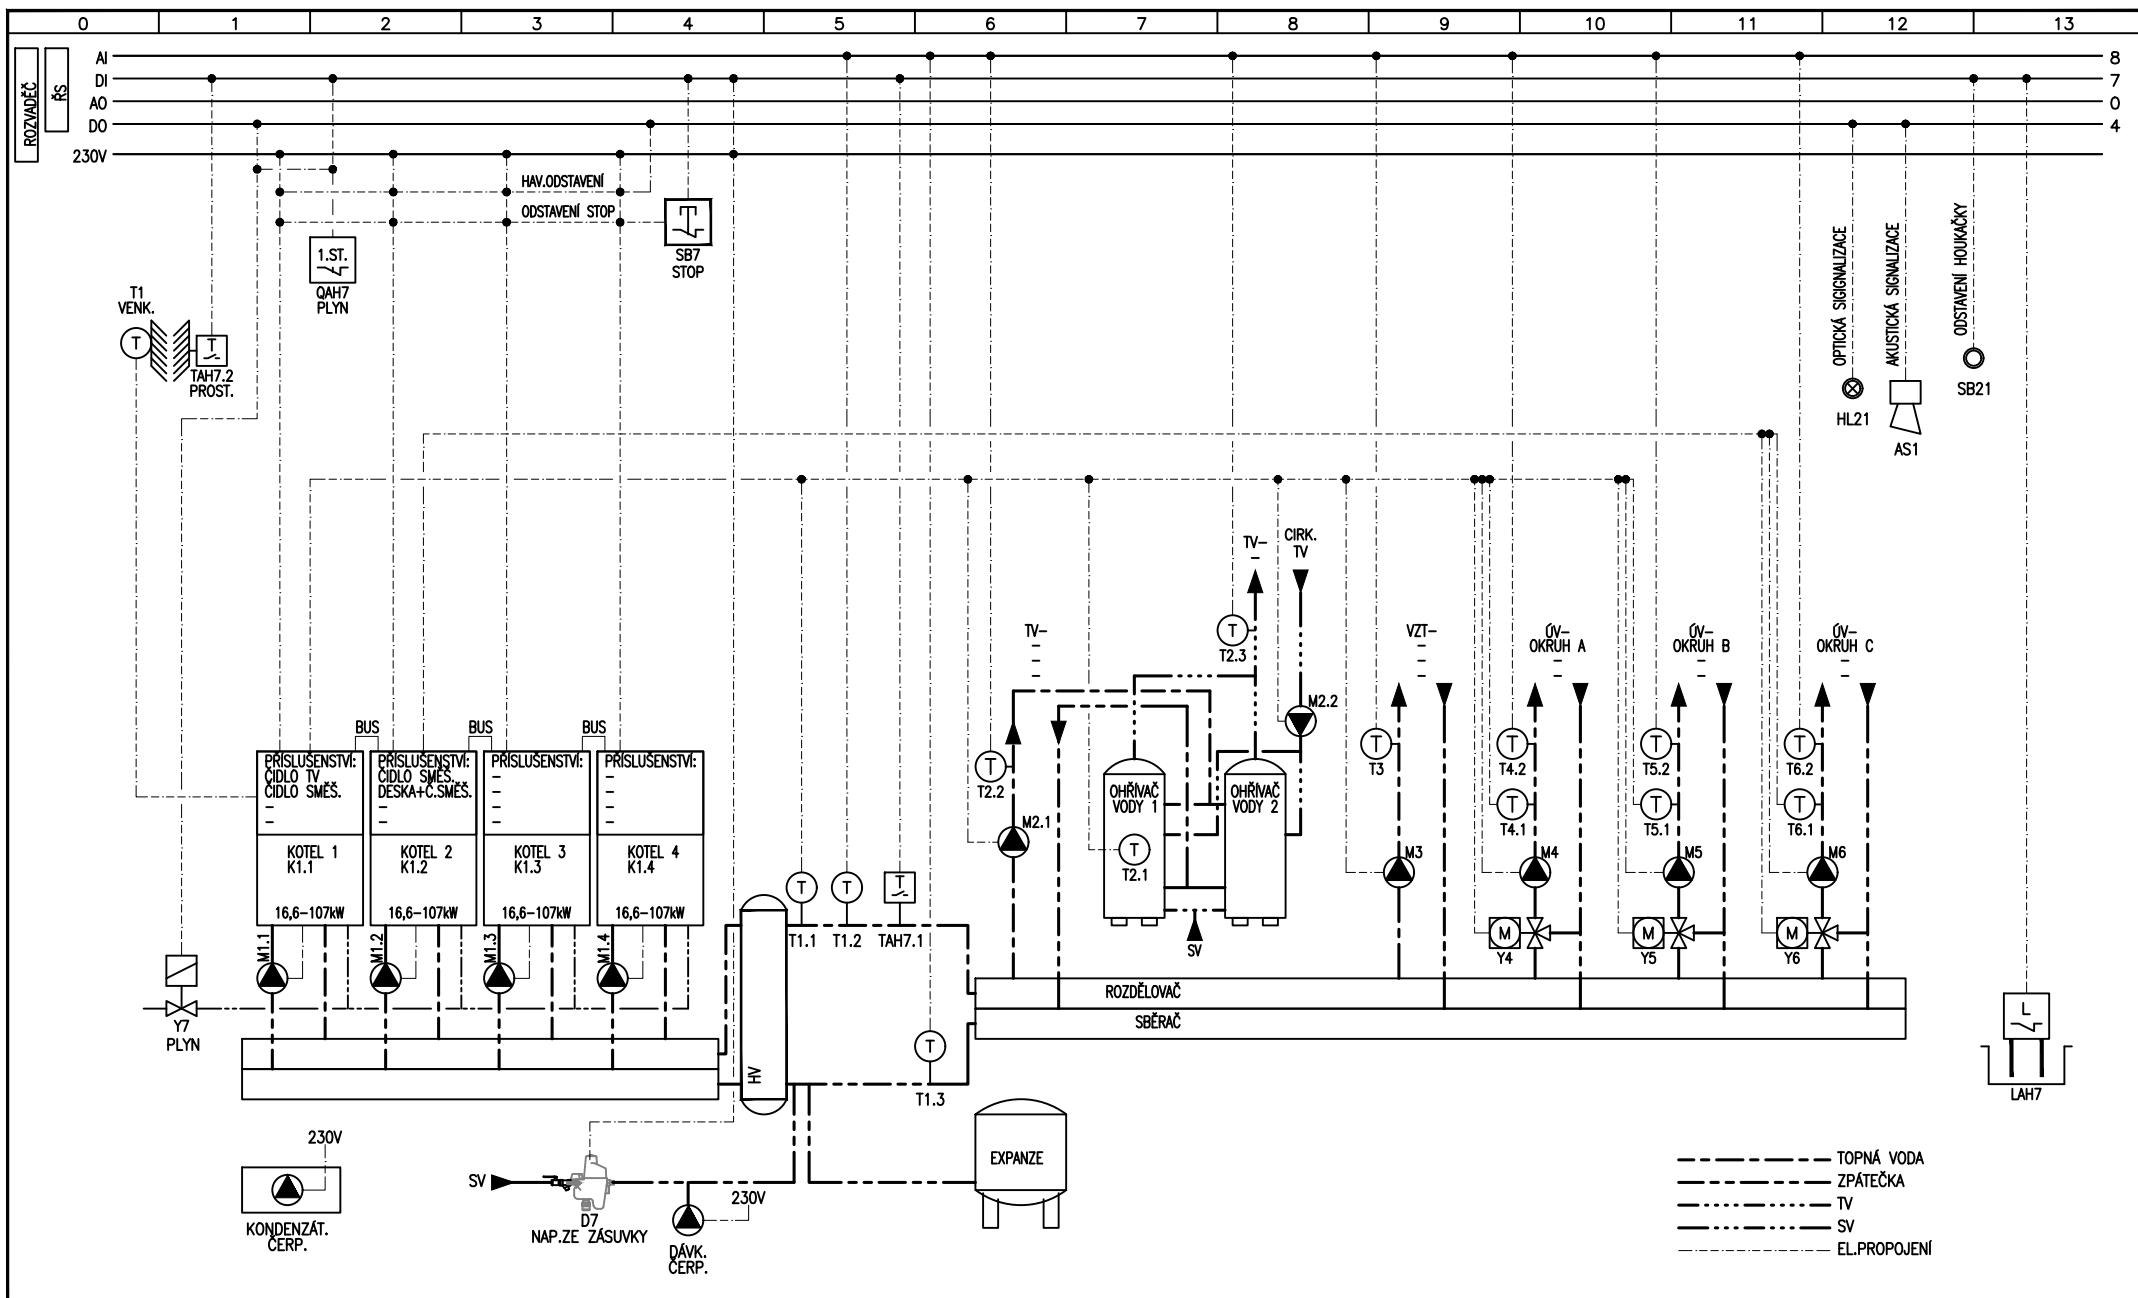 0 1 2 3 4 5 6 7 8 9 10 11 12 13
ROZVADĚČ
ŘS
AI 8
DI 7
AO 0
DO 4
230V
HAV.ODSTAVENÍ
ODSTAVENÍ STOP
1.ST.
QAH7
PLYN
SB7
STOP
T1
VENK.
T
T
TAH7.2
PROST.
OPTICKÁ SIGIGNALIZACE
AKUSTICKÁ SIGNALIZACE
ODSTAVENÍ HOUKAČKY
HL21
AS1
SB21
TV-
-
CIRK.
TV
T
T2.3
TV-
-
-
-
VZT-
-
-
-
ÚV-
OKRUH A
-
-
ÚV-
OKRUH B
-
-
ÚV-
OKRUH C
-
-
M2.2
BUS
BUS
BUS
PŘÍSLUŠENSTVÍ:
ČIDLO TV
ČIDLO SMĚŠ.
-
-
KOTEL 1
K1.1
16,6-107kW
PŘÍSLUŠENSTVÍ:
ČIDLO SMĚŠ.
DESKA+Č.SMĚŠ.
-
-
KOTEL 2
K1.2
16,6-107kW
PŘÍSLUŠENSTVÍ:
-
-
-
-
KOTEL 3
K1.3
16,6-107kW
PŘÍSLUŠENSTVÍ:
-
-
-
-
KOTEL 4
K1.4
16,6-107kW
T
T2.2
M2.1
OHŘÍVAČ
VODY 1
T
T2.1
OHŘÍVAČ
VODY 2
SV
T
T3
M3
T
T4.2
T
T4.1
M4
M
Y4
T
T5.2
T
T5.1
M5
M
Y5
T
T6.2
T
T6.1
M6
M
Y6
M1.1
M1.2
M1.3
M1.4
T
T1.1
T
T1.2
T
TAH7.1
Y7
PLYN
HV
T
T1.3
ROZDĚLOVAČ
SBĚRAČ
L
LAH7
230V
KONDENZÁT.
ČERP.
SV
D7
NAP.ZE ZÁSUVKY
230V
DÁVK.
ČERP.
EXPANZE
TOPNÁ VODA
ZPÁTEČKA
TV
SV
EL.PROPOJENÍ